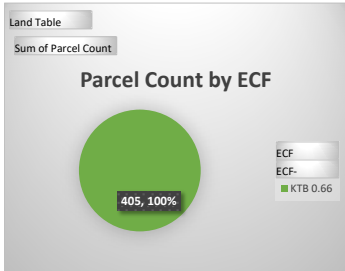 Land Table
Sum of Parcel Count
Parcel Count by ECF
405, 100%
ECF
ECF-
KTB 0.66